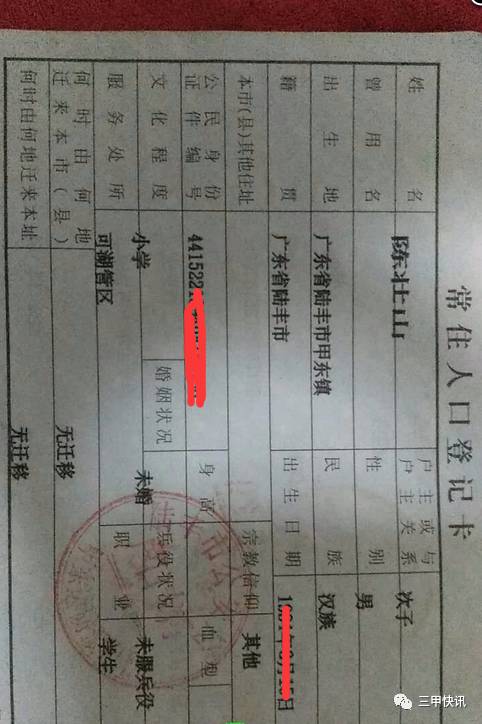 常住人口登记卡
姓名 陈壮山 户主或与户主关系 次子
曾用名 性别 男
出生地 广东省陆丰市甲东镇 民族 汉族
籍贯 广东省陆丰市 出生日期 日
本市(县)其他住址 宗教信仰 其他
公民身份证件编号 441522 身高 血型
文化程度 小学 婚姻状况 未婚 兵役状况 未服兵役
服务处所 可湖管区 职业 学生
何时由何地迁来本市(县) 无迁移
何时由何地迁来本址 无迁移
三甲快讯